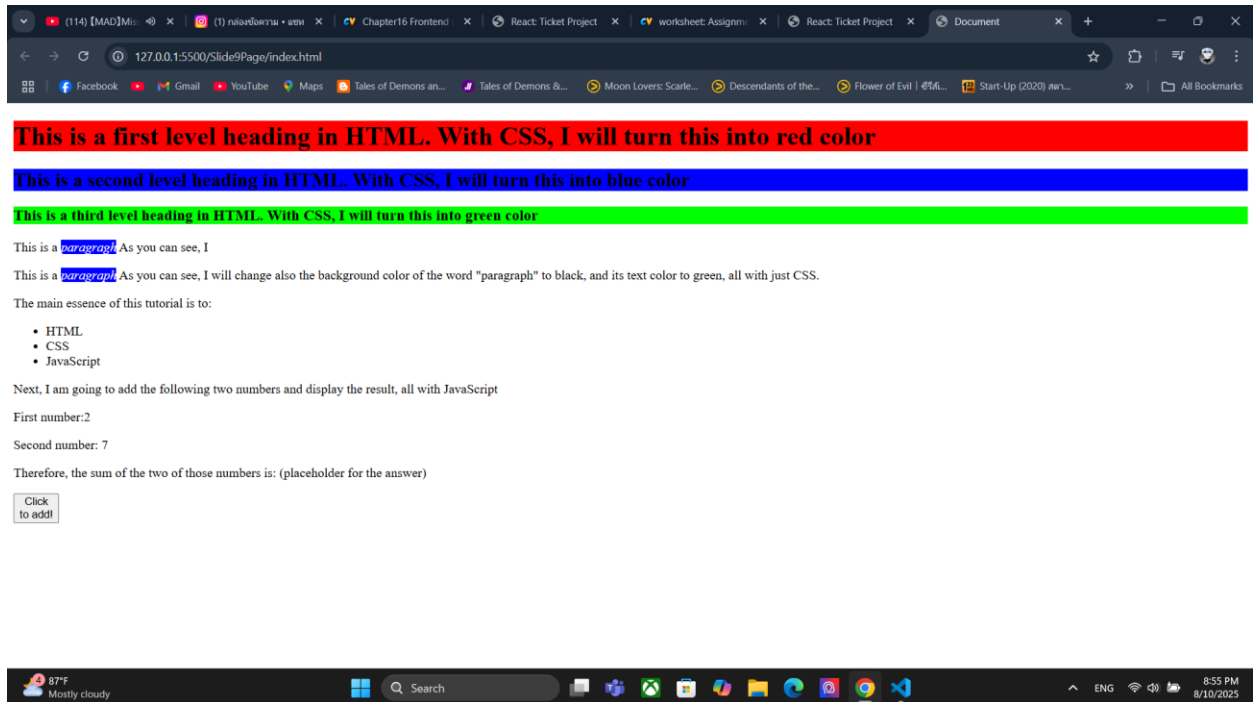 (114) 【MAD】Mis
(1) กล่องข้อความ • แชท
Chapter16 Frontend
React: Ticket Project
worksheet: Assignme
React: Ticket Project
Document
127.0.0.1:5500/Slide9Page/index.html
Facebook
Gmail
YouTube
Maps
Tales of Demons an...
Tales of Demons &...
Moon Lovers: Scarle...
Descendants of the...
Flower of Evil | ซีรีส์...
Start-Up (2020) สตา...
All Bookmarks
This is a first level heading in HTML. With CSS, I will turn this into red color
This is a second level heading in HTML. With CSS, I will turn this into blue color
This is a third level heading in HTML. With CSS, I will turn this into green color
This is a paragragh As you can see, I
This is a paragraph As you can see, I will change also the background color of the word "paragraph" to black, and its text color to green, all with just CSS.
The main essence of this tutorial is to:
• HTML
• CSS
• JavaScript
Next, I am going to add the following two numbers and display the result, all with JavaScript
First number:2
Second number: 7
Therefore, the sum of the two of those numbers is: (placeholder for the answer)
Click
to add!
4
87°F
Mostly cloudy
Search
ENG
8:55 PM
8/10/2025